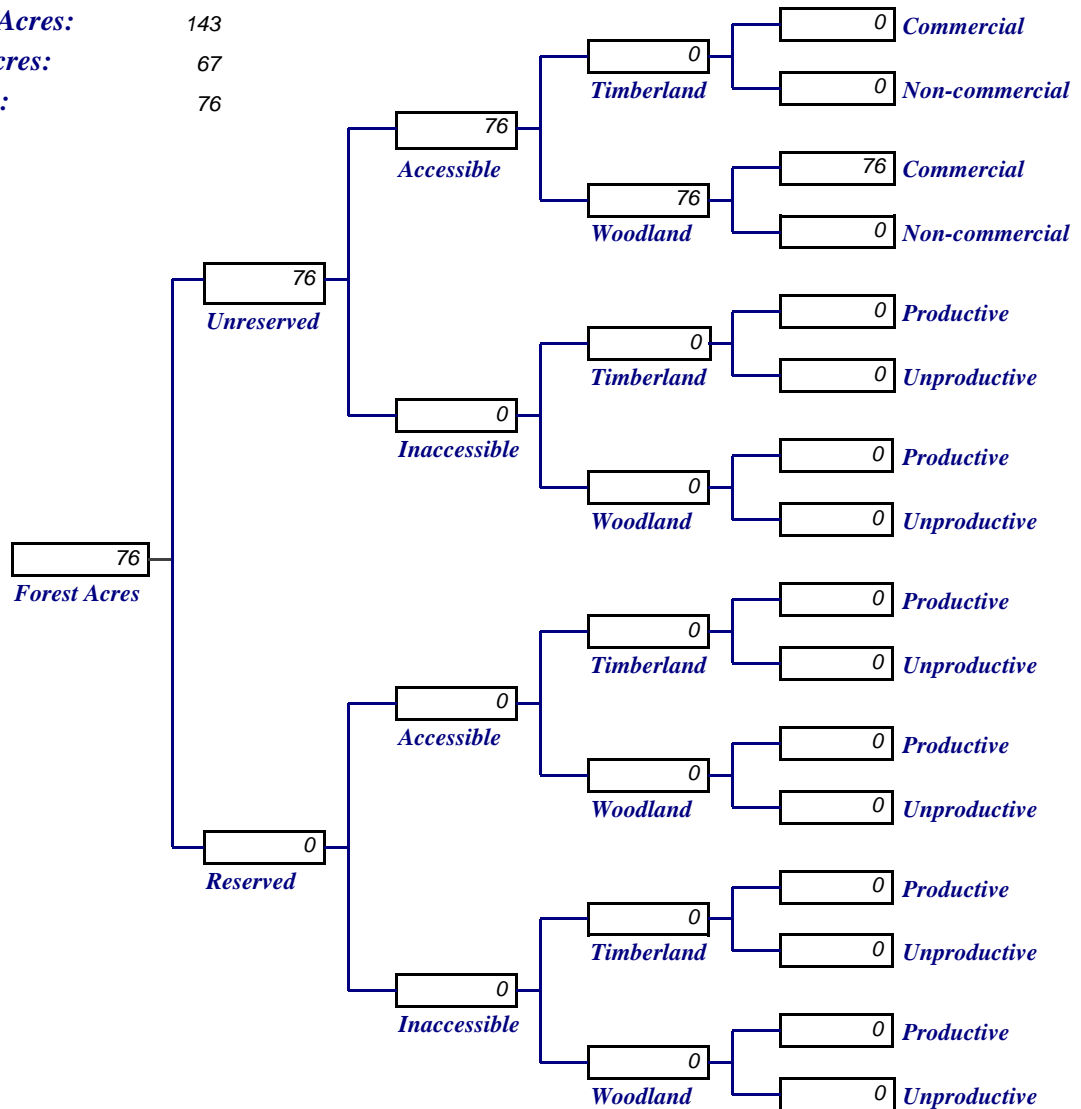 Acres: 143
cres: 67
: 76
0 Commercial
0
Timberland
0 Non-commercial
76
Accessible
76 Commercial
76
Woodland
0 Non-commercial
76
Unreserved
0 Productive
0
Timberland
0 Unproductive
0
Inaccessible
0 Productive
0
Woodland
0 Unproductive
76
Forest Acres
0 Productive
0
Timberland
0 Unproductive
0
Accessible
0 Productive
0
Woodland
0 Unproductive
0
Reserved
0 Productive
0
Timberland
0 Unproductive
0
Inaccessible
0 Productive
0
Woodland
0 Unproductive